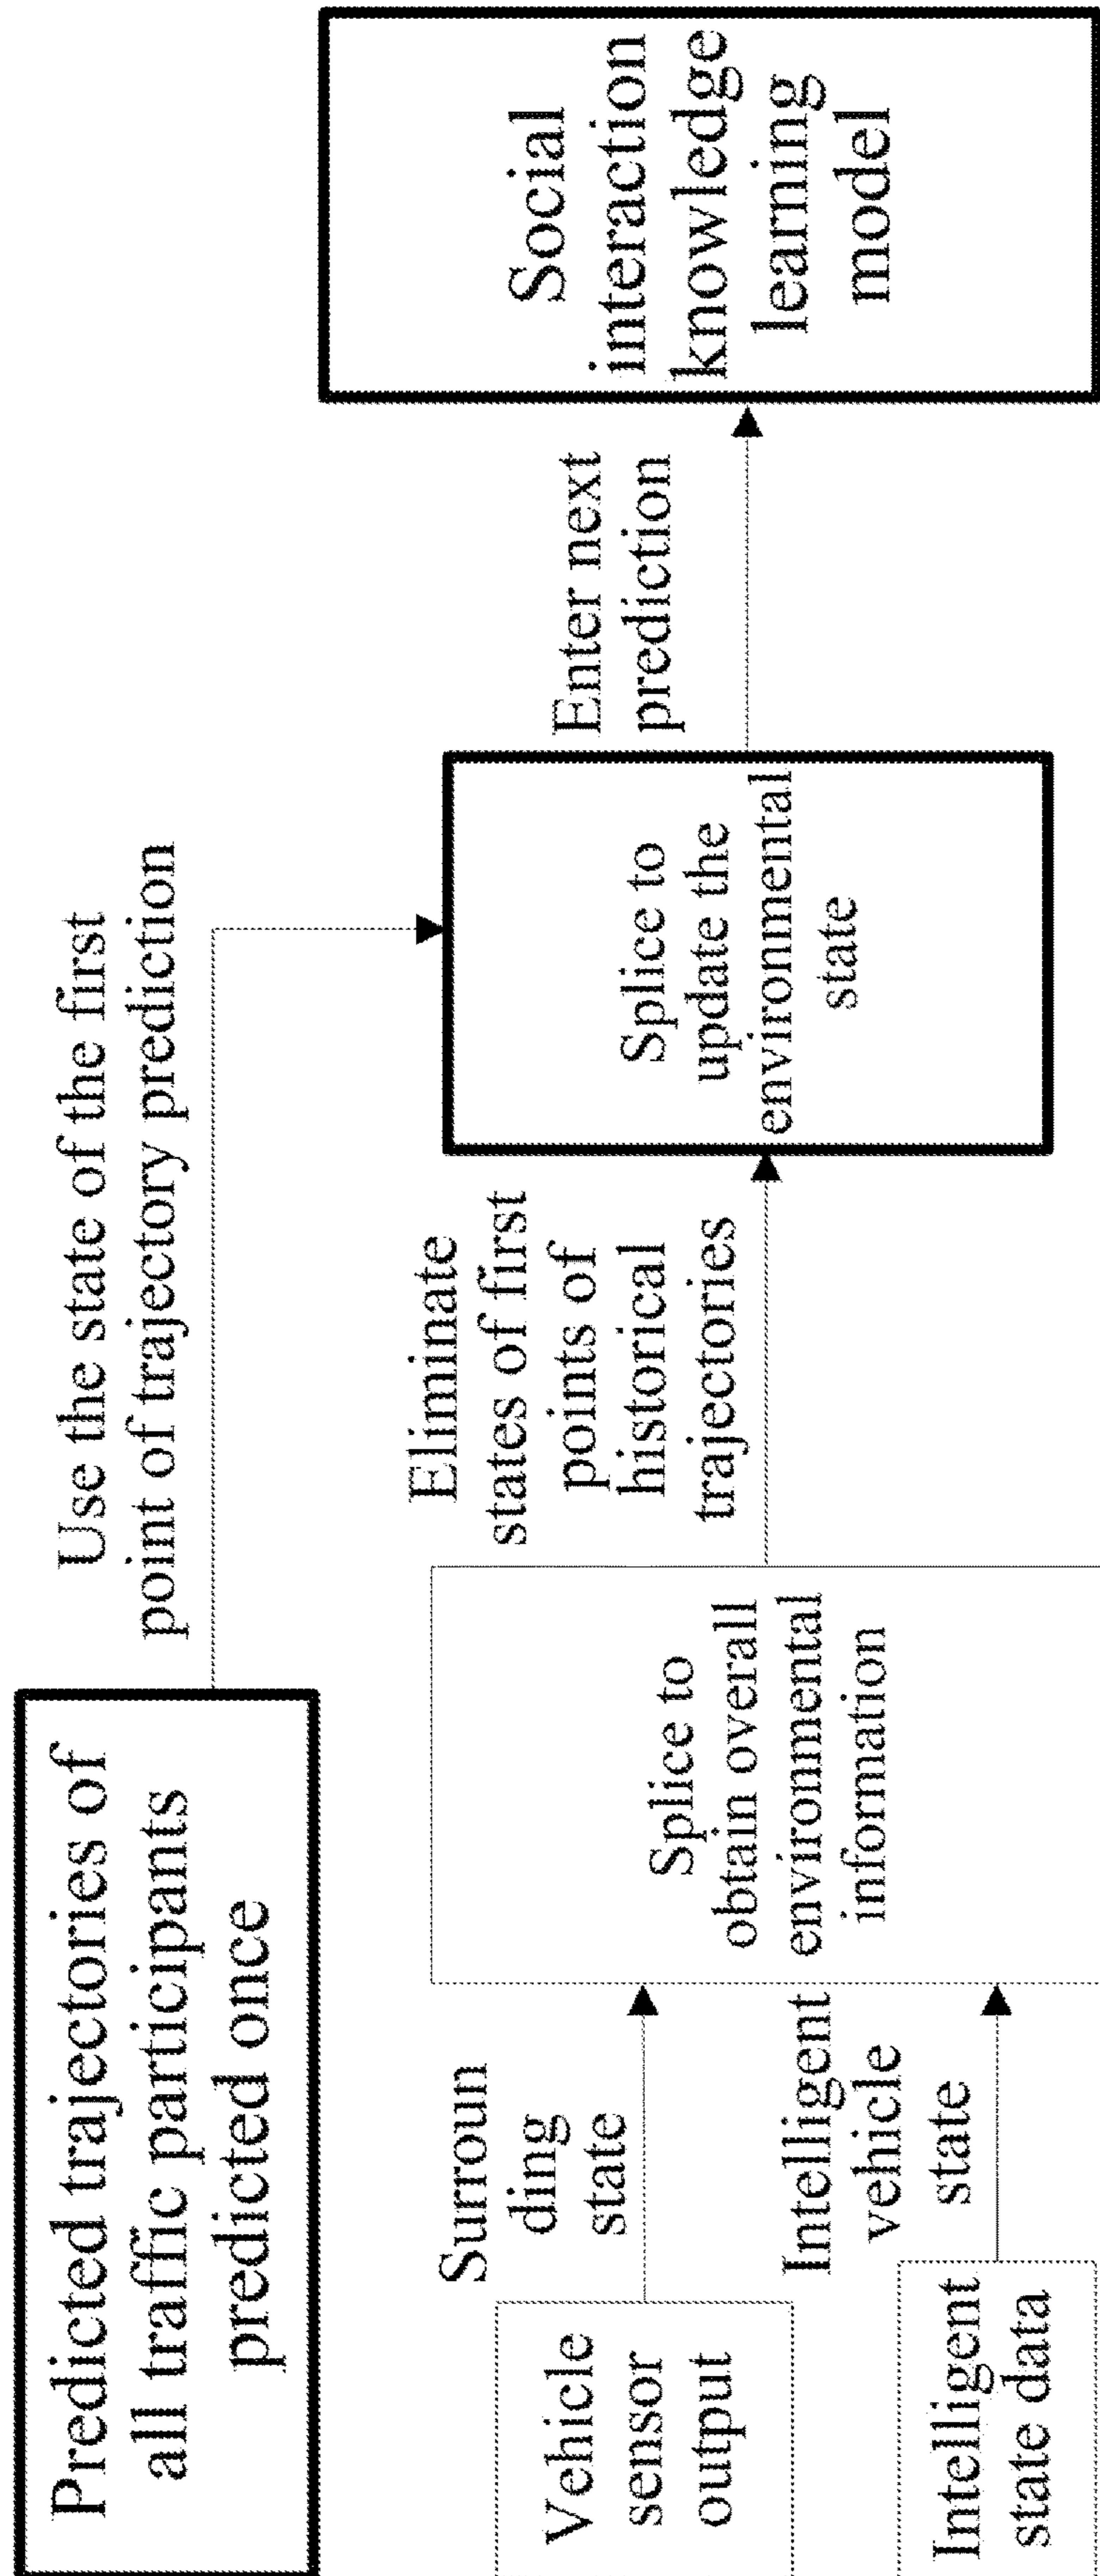 Predicted trajectories of
all traffic participants
predicted once
Use the state of the first
point of trajectory prediction
Vehicle
sensor
output
Surroun
ding
state
Intelligent
state data
Intelligent
vehicle
state
Splice to
obtain overall
environmental
information
Eliminate
states of first
points of
historical
trajectories
Splice to
update the
environmental
state
Enter next
prediction
Social
interaction
knowledge
learning
model